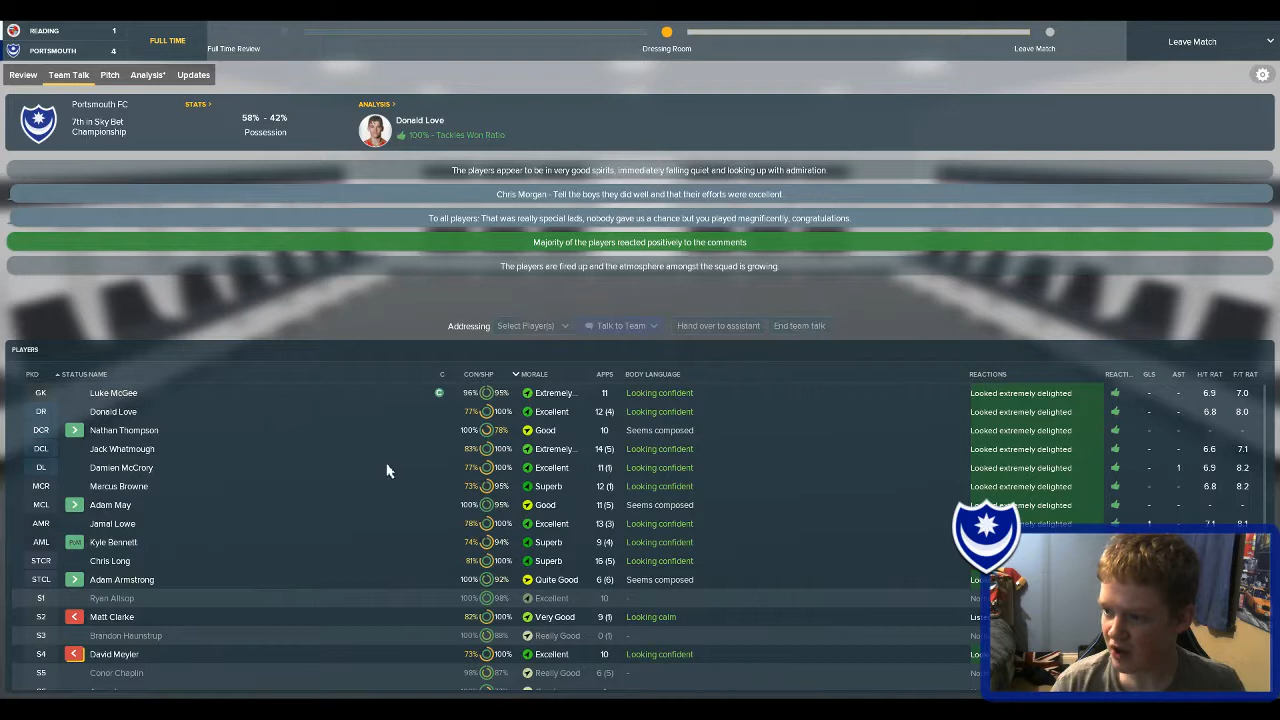 READING 1
PORTSMOUTH 4
FULL TIME
Full Time Review
Dressing Room
Leave Match
Leave Match
Review Team Talk Pitch Analysis* Updates
Portsmouth FC
7th in Sky Bet
Championship
STATS >
58% - 42%
Possession
ANALYSIS >
Donald Love
100% - Tackles Won Ratio
The players appear to be in very good spirits, immediately falling quiet and looking up with admiration.
Chris Morgan - Tell the boys they did well and that their efforts were excellent.
To all players: That was really special lads, nobody gave us a chance but you played magnificently, congratulations.
Majority of the players reacted positively to the comments
The players are fired up and the atmosphere amongst the squad is growing.
Addressing Select Player(s) Talk to Team Hand over to assistant End team talk
PLAYERS
PKD STATUS NAME C CON/SHP MORALE APPS BODY LANGUAGE REACTIONS REACTI... GLS AST H/T RAT F/T RAT
GK Luke McGee C 96% 95% Extremely... 11 Looking confident Looked extremely delighted - - 6.9 7.0
DR Donald Love 77% 100% Excellent 12 (4) Looking confident Looked extremely delighted - - 6.8 8.0
DCR Nathan Thompson 100% 78% Good 10 Seems composed Looked extremely delighted - - - -
DCL Jack Whatmough 83% 100% Extremely... 14 (5) Looking confident Looked extremely delighted - - 6.6 7.1
DL Damien McCrory 77% 100% Excellent 11 (1) Looking confident Looked extremely delighted - 1 6.9 8.2
MCR Marcus Browne 73% 95% Superb 12 (1) Looking confident Looked extremely delighted - - 6.8 8.2
MCL Adam May 100% 95% Good 11 (5) Seems composed Looked extremely delighted - - - -
AMR Jamal Lowe 78% 100% Excellent 13 (3) Looking confident Looked extremely delighted 1 - 7.1 8.1
AML PoM Kyle Bennett 74% 94% Superb 9 (4) Looking confident
STCR Chris Long 81% 100% Superb 16 (5) Looking confident
STCL Adam Armstrong 100% 92% Quite Good 6 (6) Seems composed
S1 Ryan Allsop 100% 98% Excellent 10 -
S2 Matt Clarke 82% 100% Very Good 9 (1) Looking calm
S3 Brandon Haunstrup 100% 88% Really Good 0 (1) -
S4 David Meyler 73% 100% Excellent 10 Looking confident
S5 Conor Chaplin 98% 87% Really Good 6 (5) -